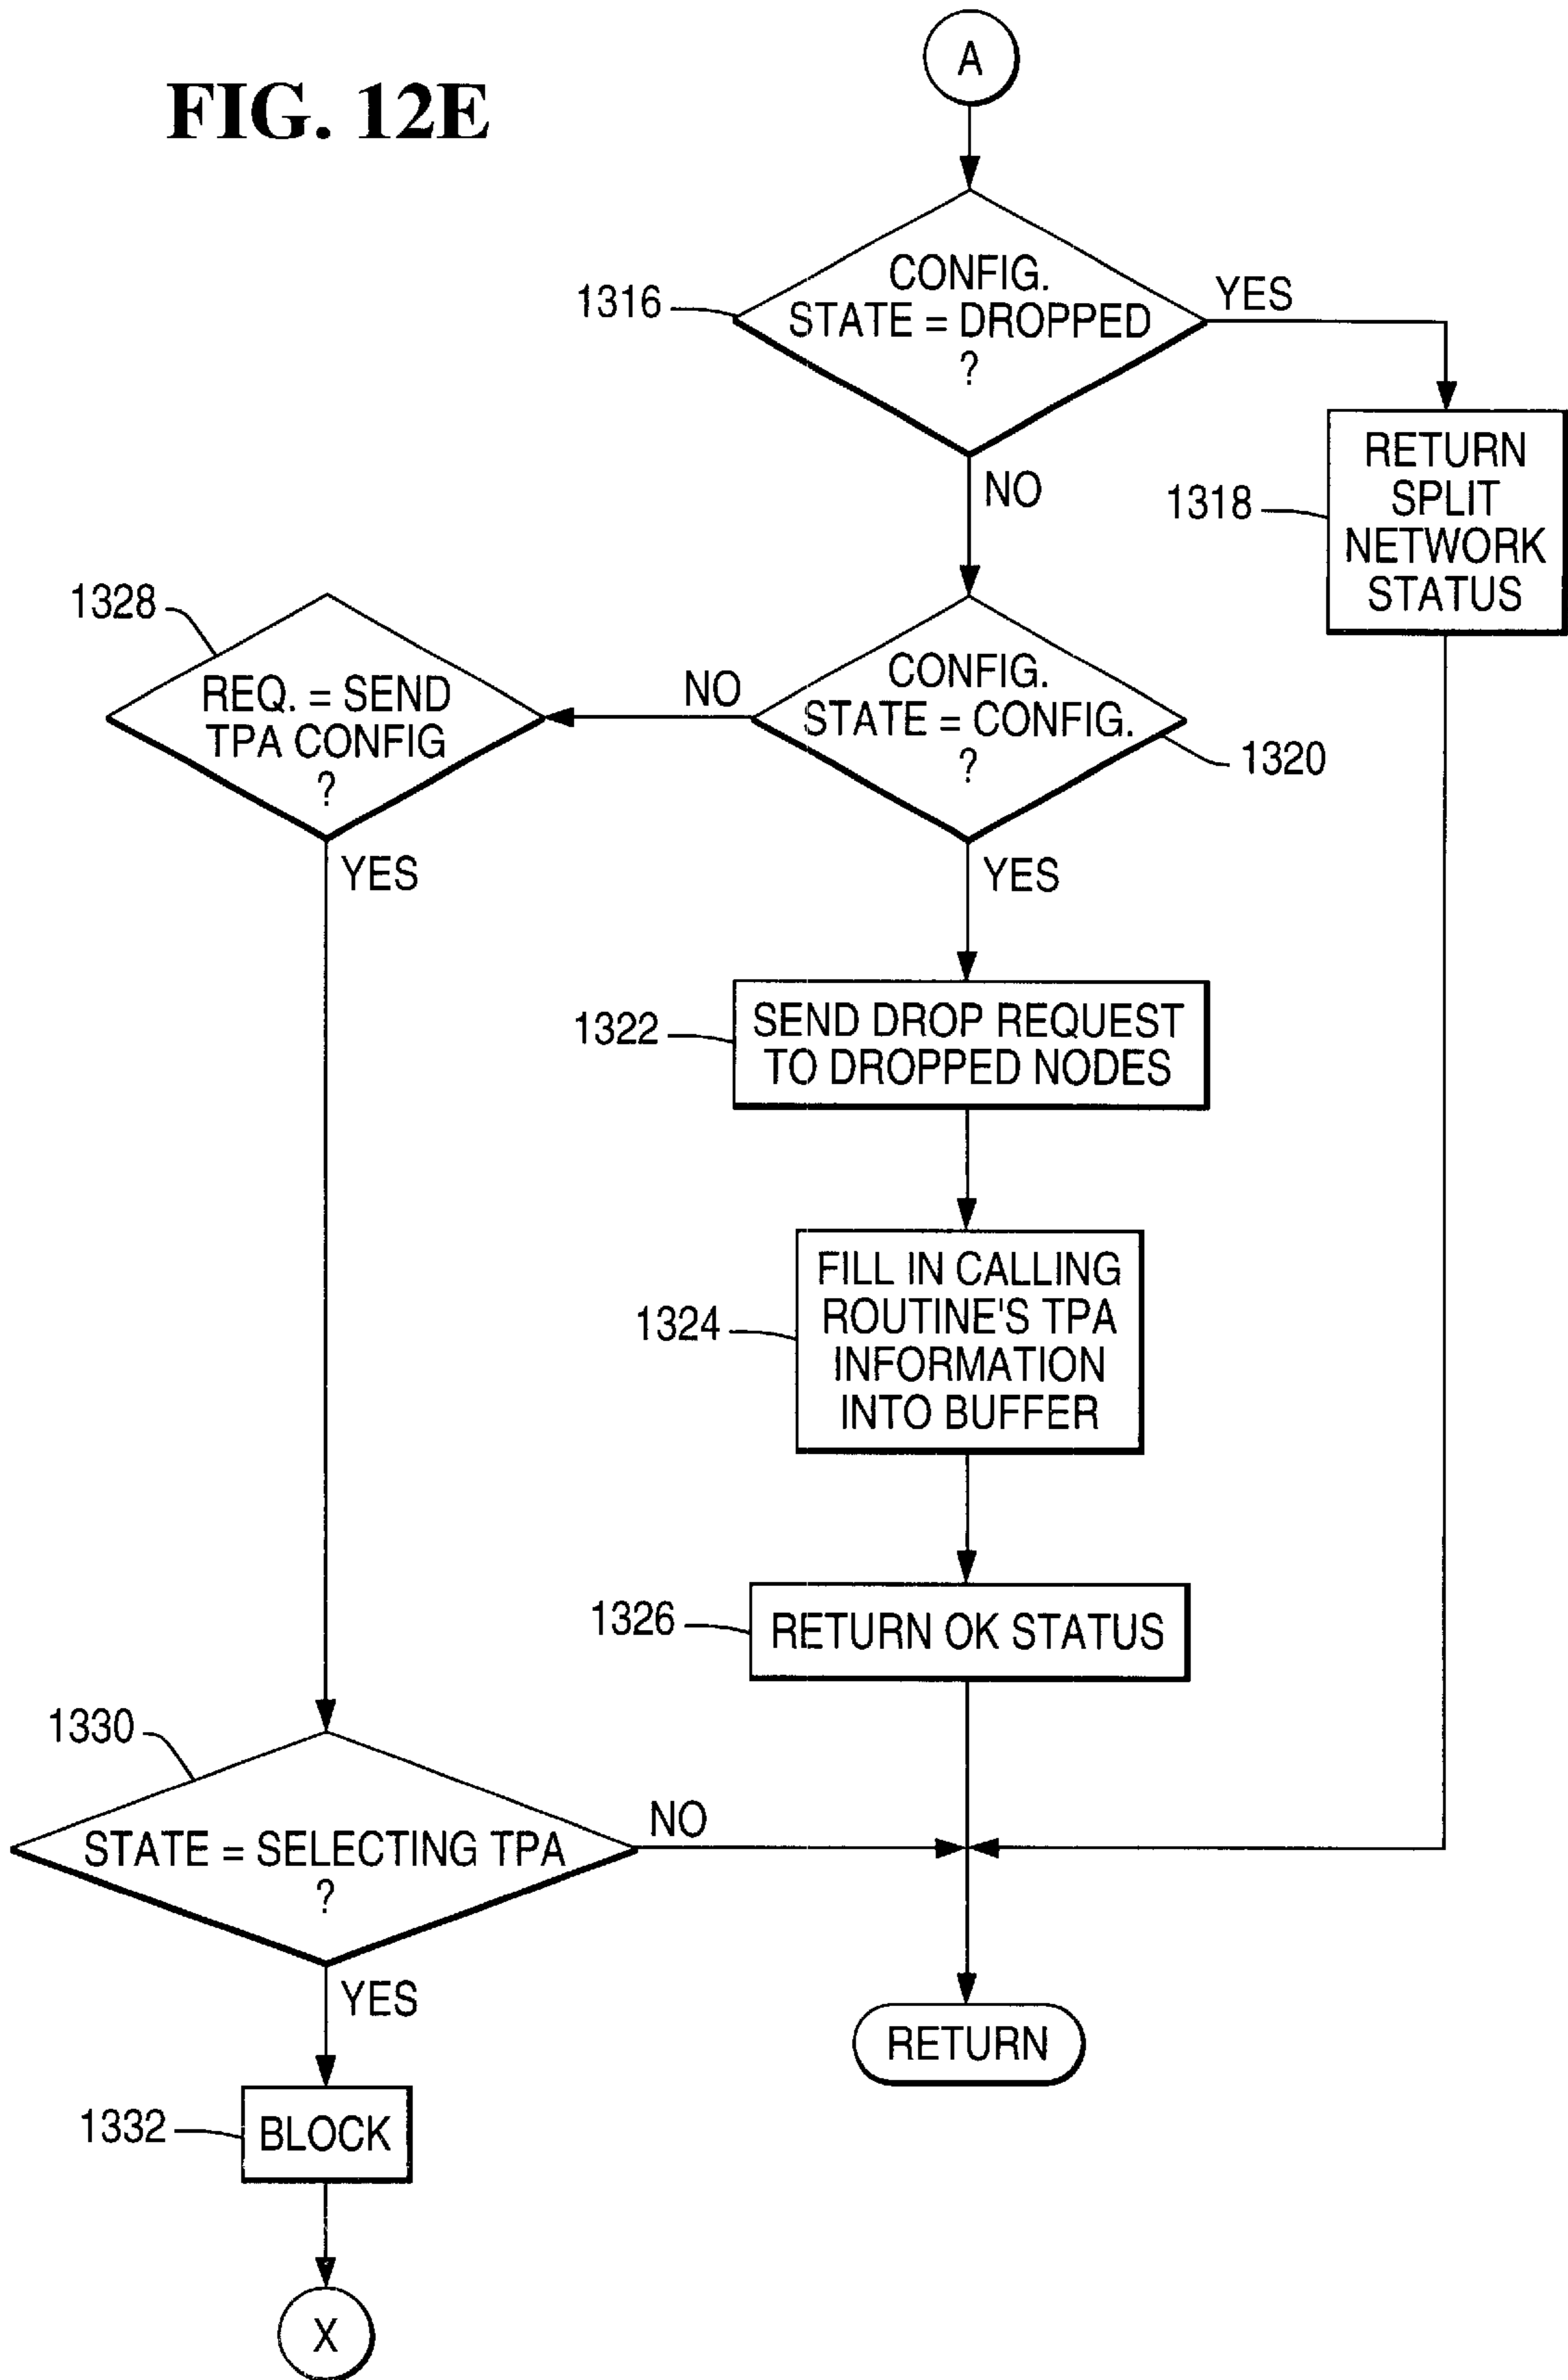 FIG. 12E
A
CONFIG.
STATE = DROPPED
?
1316
YES
NO
RETURN
SPLIT
NETWORK
STATUS
1318
1328
REQ. = SEND
TPA CONFIG
?
NO
CONFIG.
STATE = CONFIG.
?
1320
YES
YES
1322
SEND DROP REQUEST
TO DROPPED NODES
1324
FILL IN CALLING
ROUTINE'S TPA
INFORMATION
INTO BUFFER
1326
RETURN OK STATUS
1330
STATE = SELECTING TPA
?
NO
YES
RETURN
1332
BLOCK
X